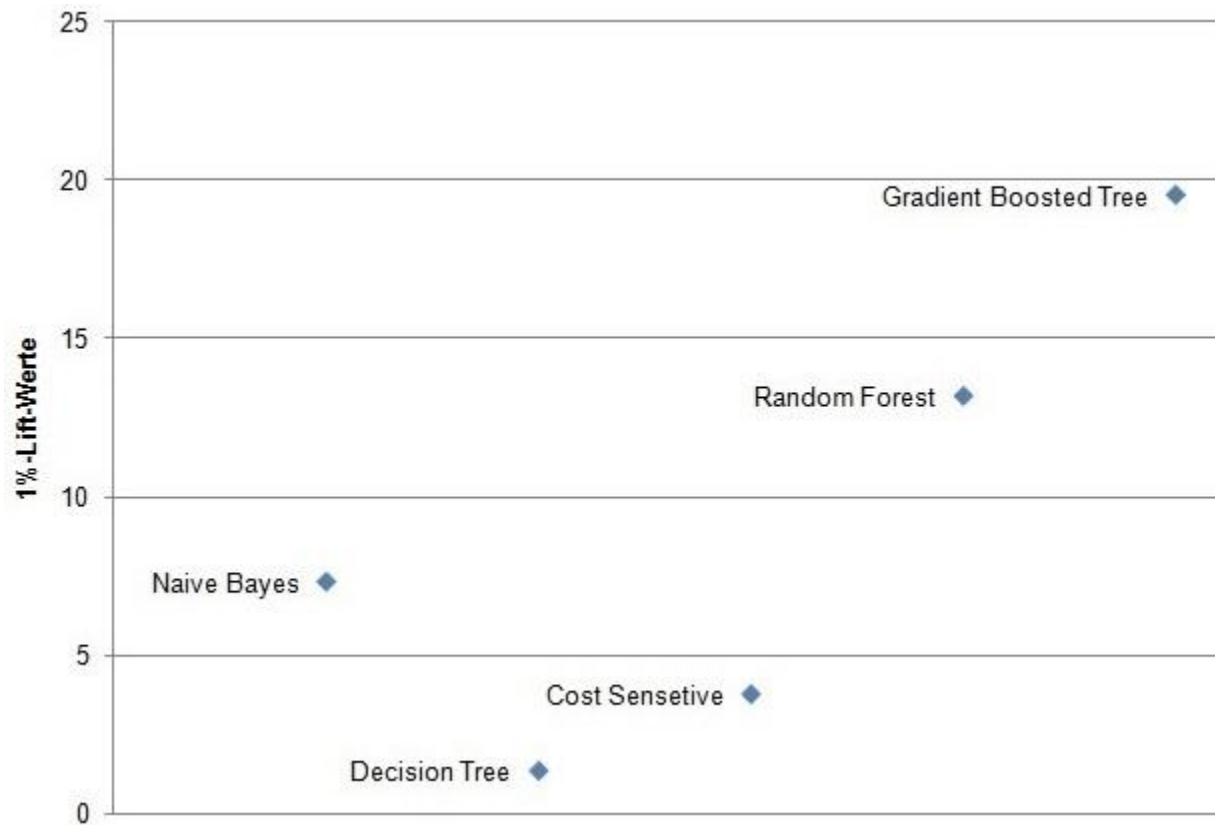 25
20
Gradient Boosted Tree
15
1%-Lift-Werte
Random Forest
10
Naive Bayes
5
Cost Sensetive
Decision Tree
0